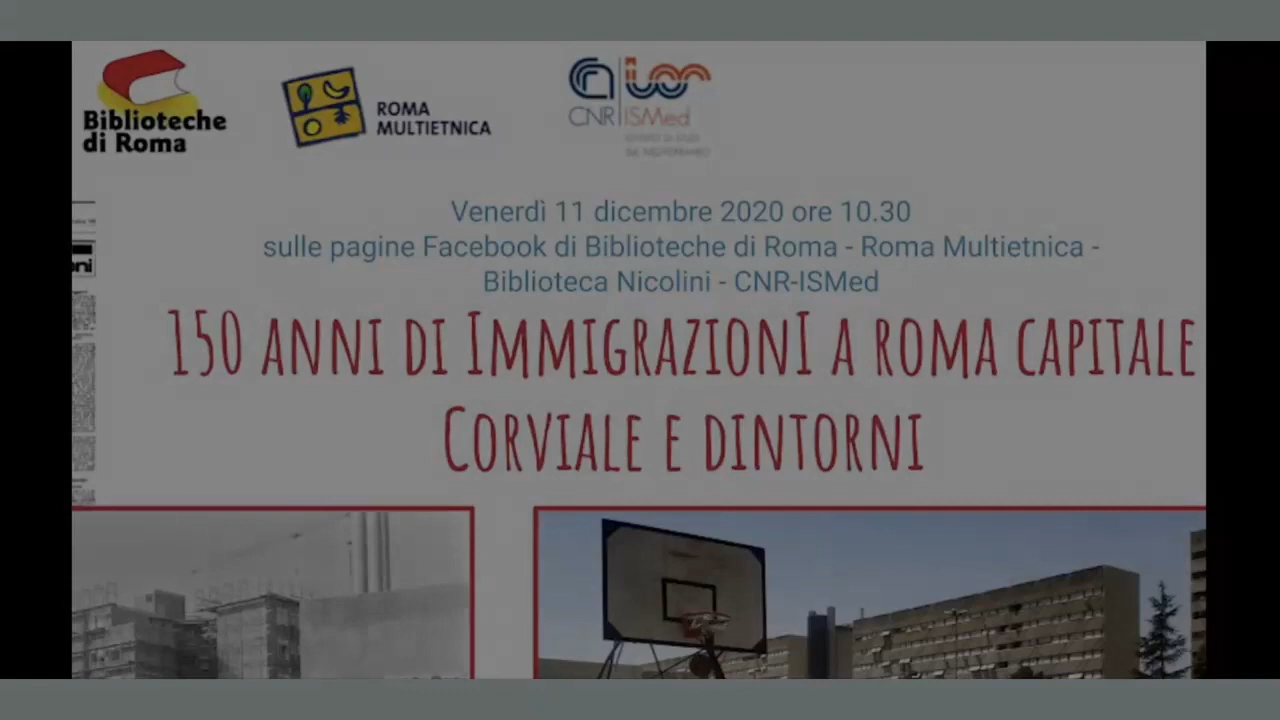 Biblioteche
di Roma
ROMA
MULTIETNICA
CNR ISMed
Venerdì 11 dicembre 2020 ore 10.30
sulle pagine Facebook di Biblioteche di Roma - Roma Multietnica -
Biblioteca Nicolini - CNR-ISMed
150 ANNI DI IMMIGRAZIONI A ROMA CAPITALE
CORVIALE E DINTORNI